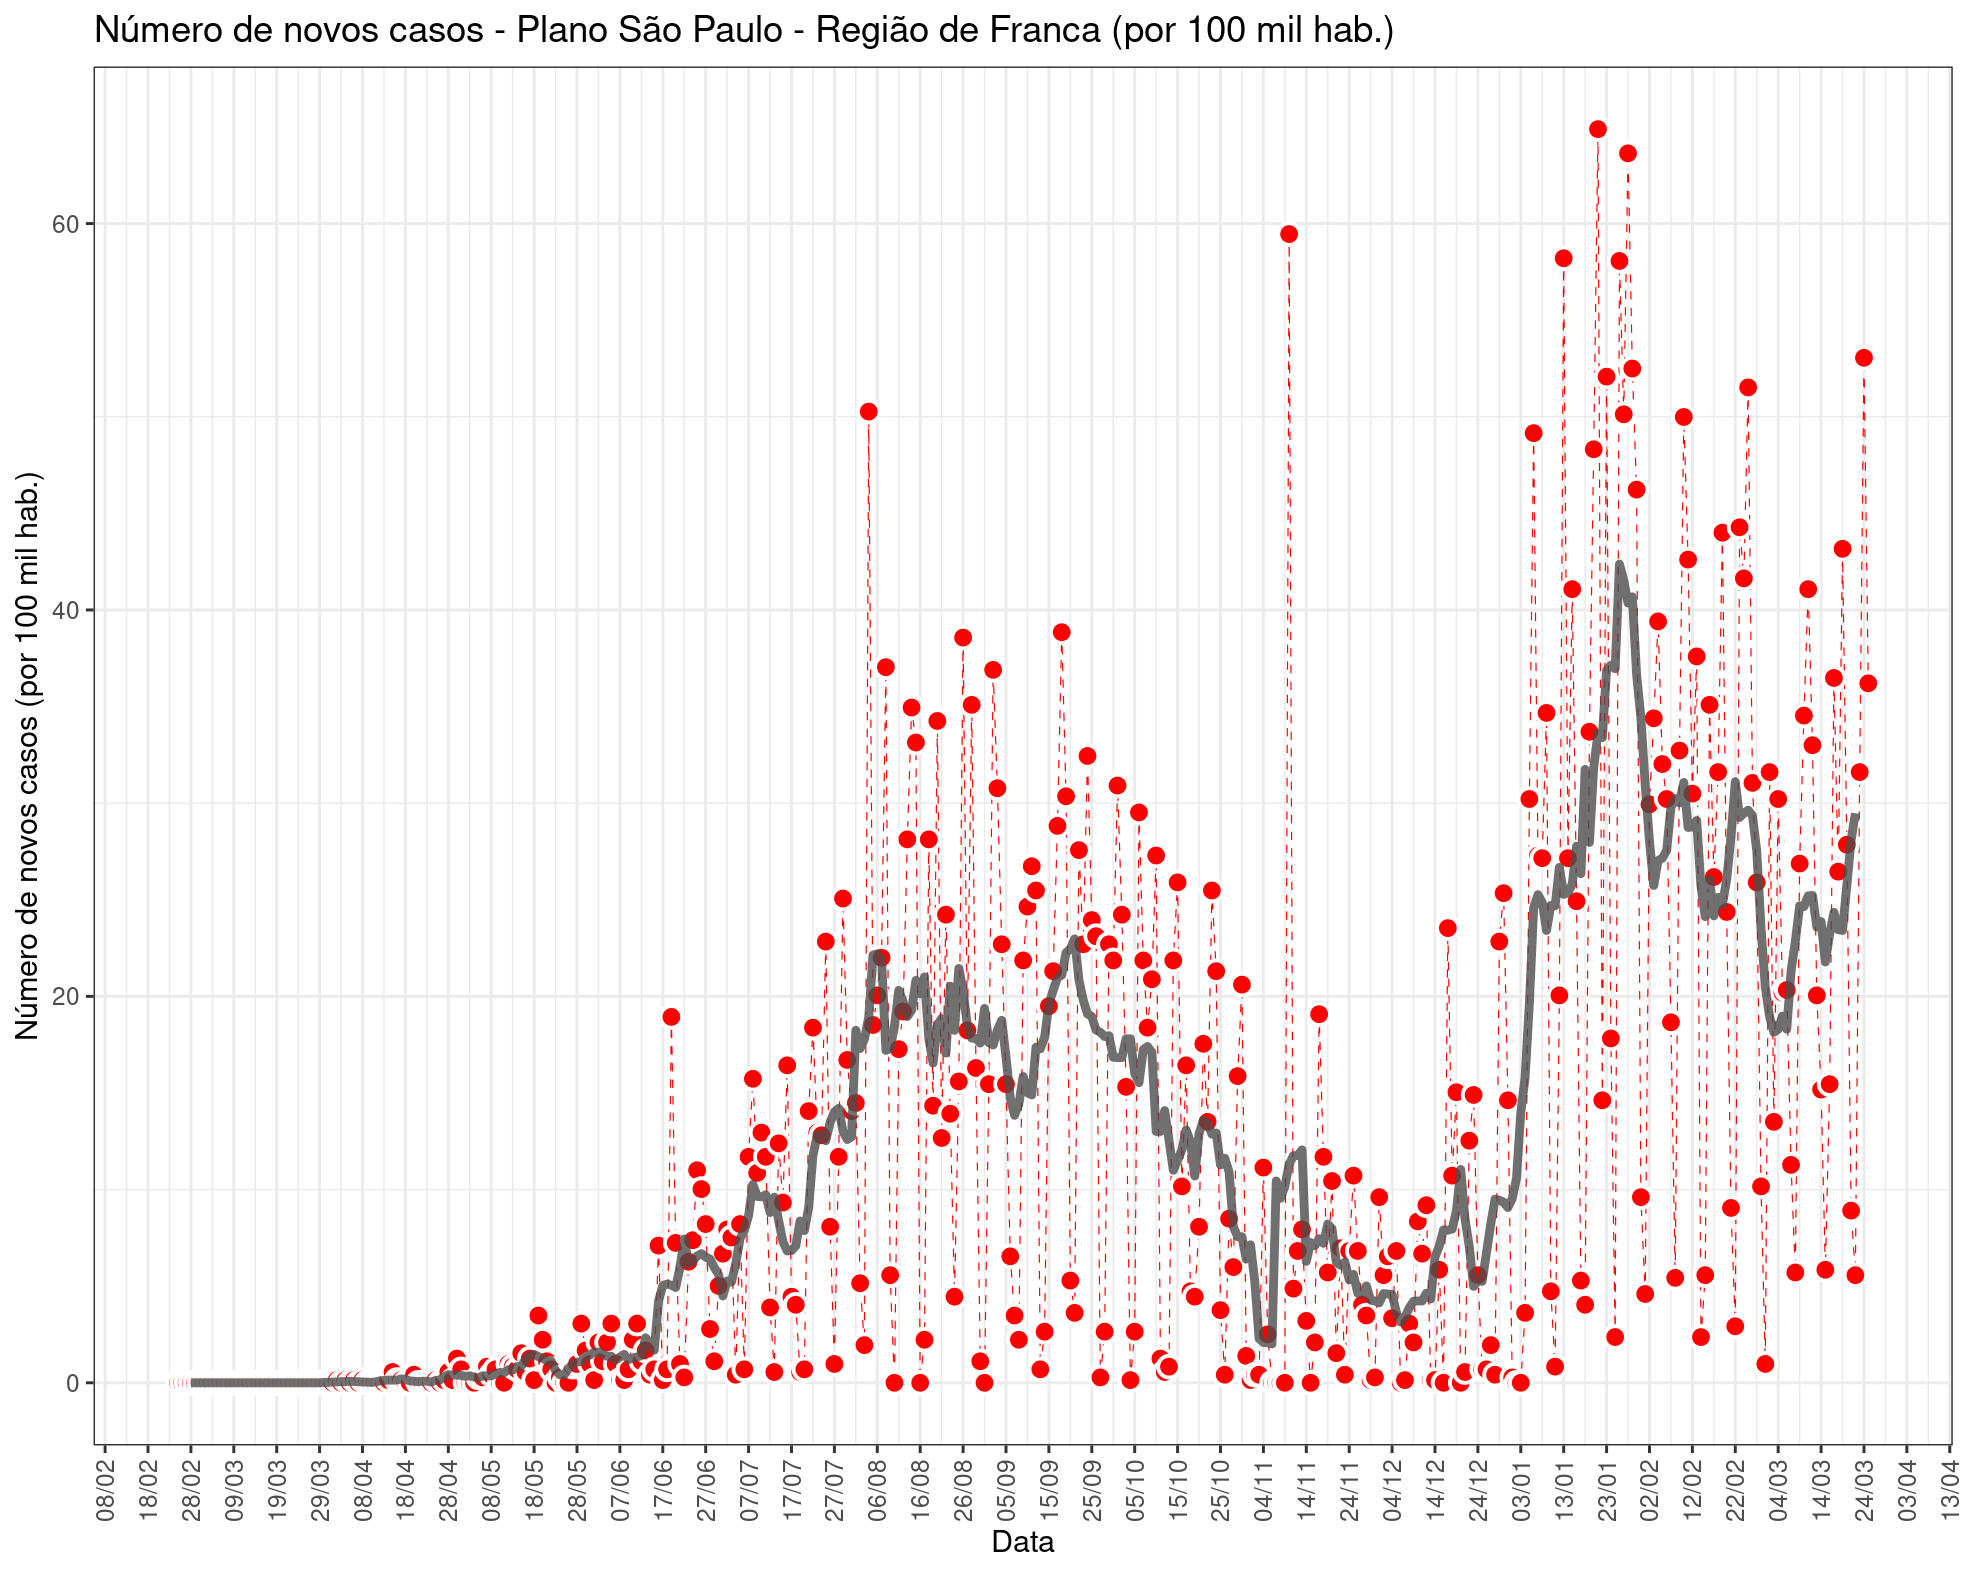 Número de novos casos - Plano São Paulo - Região de Franca (por 100 mil hab.)
Número de novos casos (por 100 mil hab.)
60
40
20
0
08/02 18/02 28/02 09/03 19/03 29/03 08/04 18/04 28/04 08/05 18/05 28/05 07/06 17/06 27/06 07/07 17/07 27/07 06/08 16/08 26/08 05/09 15/09 25/09 05/10 15/10 25/10 04/11 14/11 24/11 04/12 14/12 24/12 03/01 13/01 23/01 02/02 12/02 22/02 04/03 14/03 24/03 03/04 13/04
Data